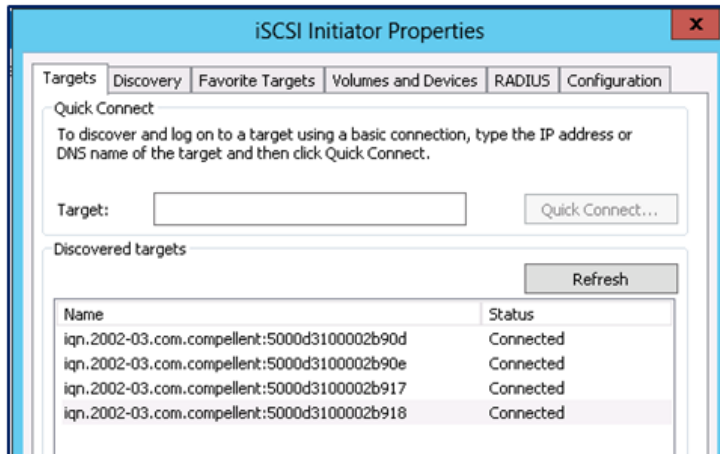 iSCSI Initiator Properties
x
Targets Discovery Favorite Targets Volumes and Devices RADIUS Configuration
Quick Connect
To discover and log on to a target using a basic connection, type the IP address or
DNS name of the target and then click Quick Connect.
Target: Quick Connect...
Discovered targets
Refresh
Name Status
iqn.2002-03.com.compellent:5000d3100002b90d Connected
iqn.2002-03.com.compellent:5000d3100002b90e Connected
iqn.2002-03.com.compellent:5000d3100002b917 Connected
iqn.2002-03.com.compellent:5000d3100002b918 Connected